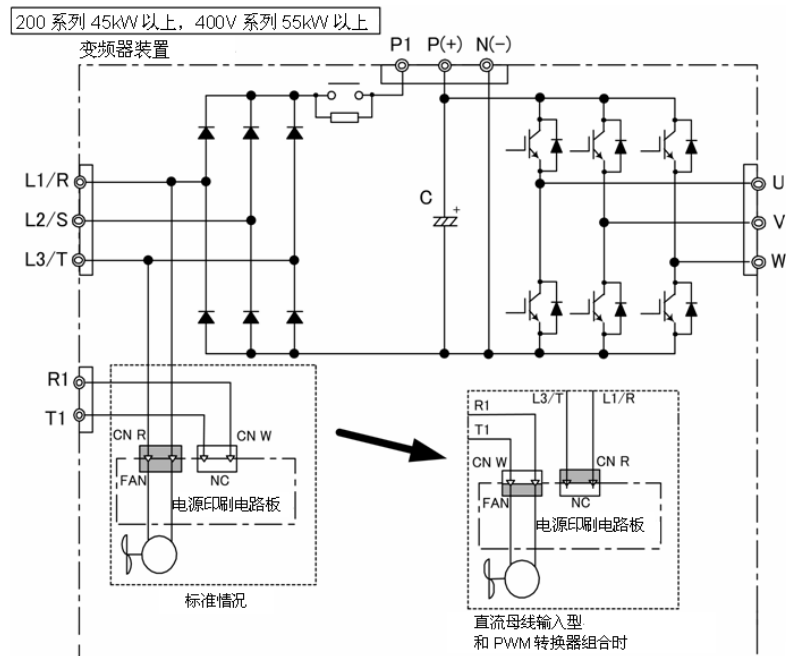 200 系列 45kW 以上，400V 系列 55kW 以上
变频器装置
P1 P(+) N(-)
L1/R
L2/S
L3/T
C
+
U
V
W
R1
T1
CN R
CN W
FAN
NC
电源印刷电路板
标准情况
L3/T L1/R
R1
T1
CN W
CN R
FAN
NC
电源印刷电路板
直流母线输入型
和 PWM 转换器组合时